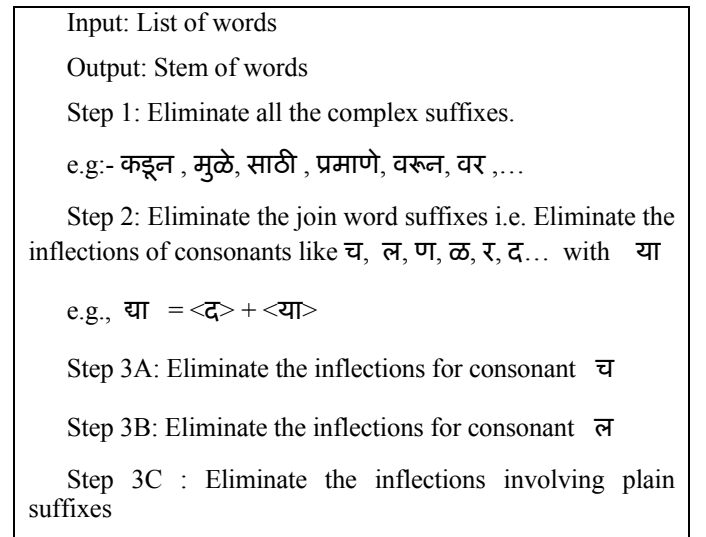 Input: List of words
Output: Stem of words
Step 1: Eliminate all the complex suffixes.
e.g:- कडून , मुळे, साठी , प्रमाणे, वरून, वर ,...
Step 2: Eliminate the join word suffixes i.e. Eliminate the
inflections of consonants like च, ल, ण, ळ, र, द... with या
e.g., द्या = <द> + <या>
Step 3A: Eliminate the inflections for consonant च
Step 3B: Eliminate the inflections for consonant ल
Step 3C : Eliminate the inflections involving plain
suffixes